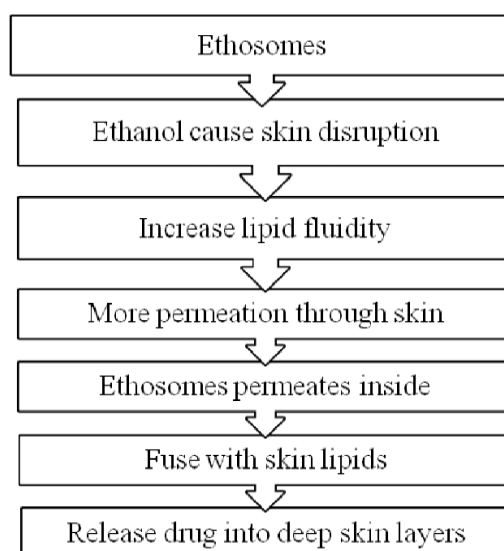 Ethosomes
Ethanol cause skin disruption
Increase lipid fluidity
More permeation through skin
Ethosomes permeates inside
Fuse with skin lipids
Release drug into deep skin layers